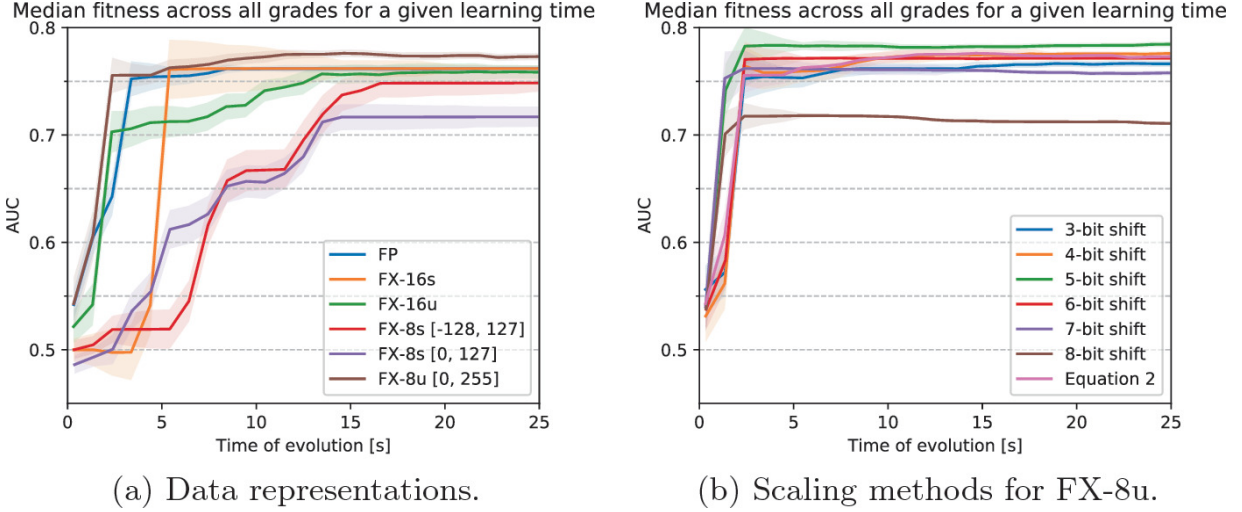 Median fitness across all grades for a given learning time
0.8
0.7
0.6
0.5
AUC
FP
FX-16s
FX-16u
FX-8s [-128, 127]
FX-8s [0, 127]
FX-8u [0, 255]
0 5 10 15 20 25
Time of evolution [s]
(a) Data representations.
Median fitness across all grades for a given learning time
0.8
0.7
0.6
0.5
AUC
3-bit shift
4-bit shift
5-bit shift
6-bit shift
7-bit shift
8-bit shift
Equation 2
0 5 10 15 20 25
Time of evolution [s]
(b) Scaling methods for FX-8u.